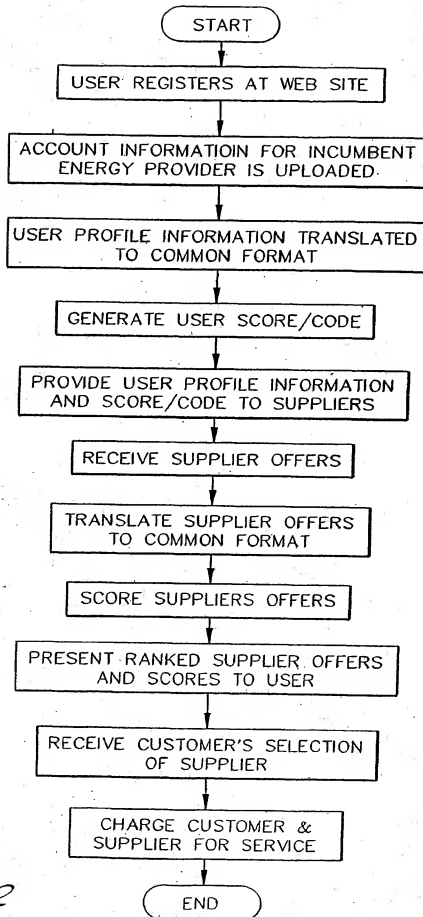 START
USER REGISTERS AT WEB SITE
ACCOUNT INFORMATIOIN FOR INCUMBENT
ENERGY PROVIDER IS UPLOADED.
USER PROFILE INFORMATION TRANSLATED
TO COMMON FORMAT
GENERATE USER SCORE/CODE
PROVIDE USER PROFILE INFORMATION
AND SCORE/CODE TO SUPPLIERS
RECEIVE SUPPLIER OFFERS
TRANSLATE SUPPLIER OFFERS
TO COMMON FORMAT
SCORE SUPPLIERS OFFERS
PRESENT RANKED SUPPLIER OFFERS
AND SCORES TO USER
RECEIVE CUSTOMER'S SELECTION
OF SUPPLIER
CHARGE CUSTOMER &
SUPPLIER FOR SERVICE
END